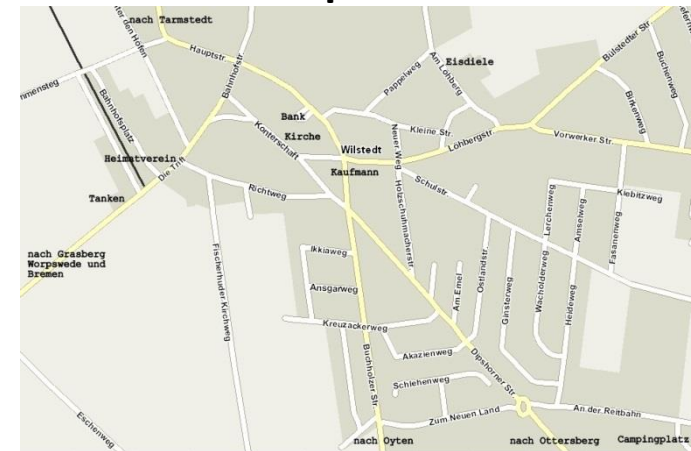 nach Tarmstedt
Hauptstr.
Bahnhofstr.
Bahnhofsplatz
Am Lohberg
Eisdiele
Pappelweg
Bülstedter Str
Buchenweg
Birkenweg
Bank
Kirche
Konterschaft
Wilstedt
Kleine Str.
Löhbergstr.
Vorwerker Str.
Neuer Weg
Heimatverein
Die Trift
Kaufmann
Tanken
Richtweg
Holzschuhmacherstr.
Schulstr.
Lerchenweg
Amselweg
Kiebitzweg
Fasanenweg
nach Grasberg
Worpswede und
Bremen
Fischerhuder Kirchweg
Ikkiaweg
Ansgarweg
Am Emel
Ostlandstr.
Ginsterweg
Wacholderweg
Heideweg
Kreuzackerweg
Akazienweg
Buchholzer Str.
Dipshorner Str.
Schlehenweg
Eschenweg
Zum Neuen Land
An der Reitbahn
nach Oyten
nach Ottersberg
Campingplatz